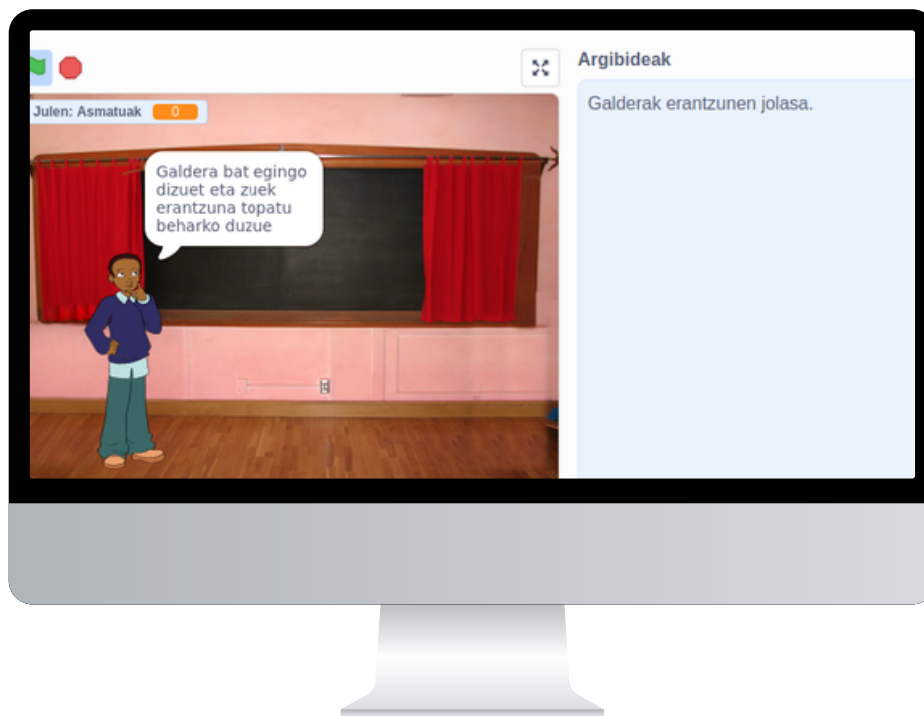 Argibideak
Galderak erantzunen jolasa.
Julen: Asmatuak 0
Galdera bat egingo
dizuet eta zuek
erantzuna topatu
beharko duzue